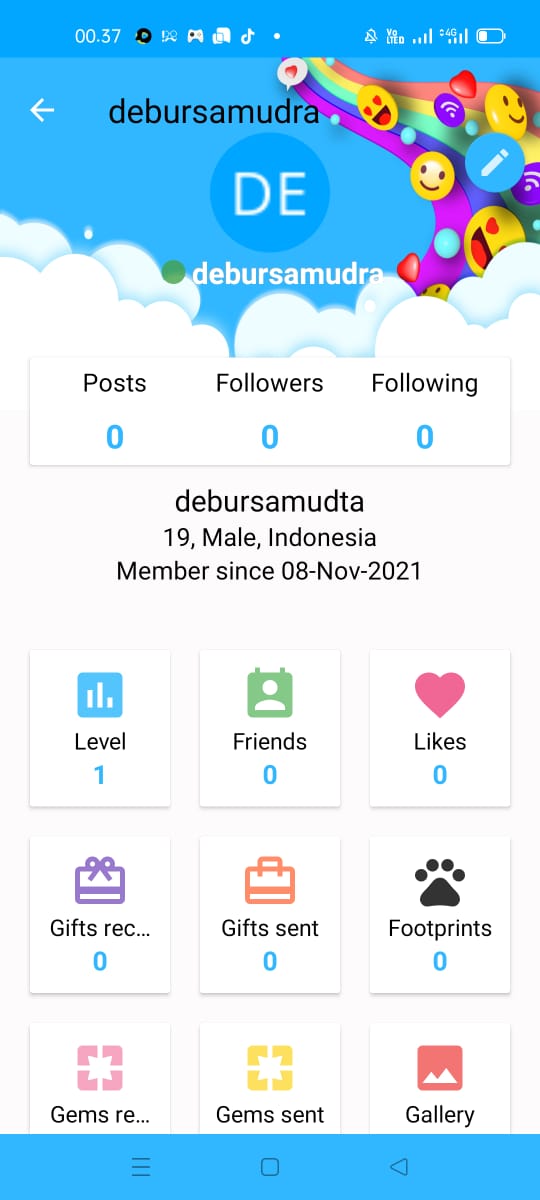 00.37
VoLTED 4G
debursamudra
DE
debursamudra
Posts Followers Following
0 0 0
debursamudta
19, Male, Indonesia
Member since 08-Nov-2021
Level Friends Likes
1 0 0
Gifts rec... Gifts sent Footprints
0 0 0
Gems re... Gems sent Gallery